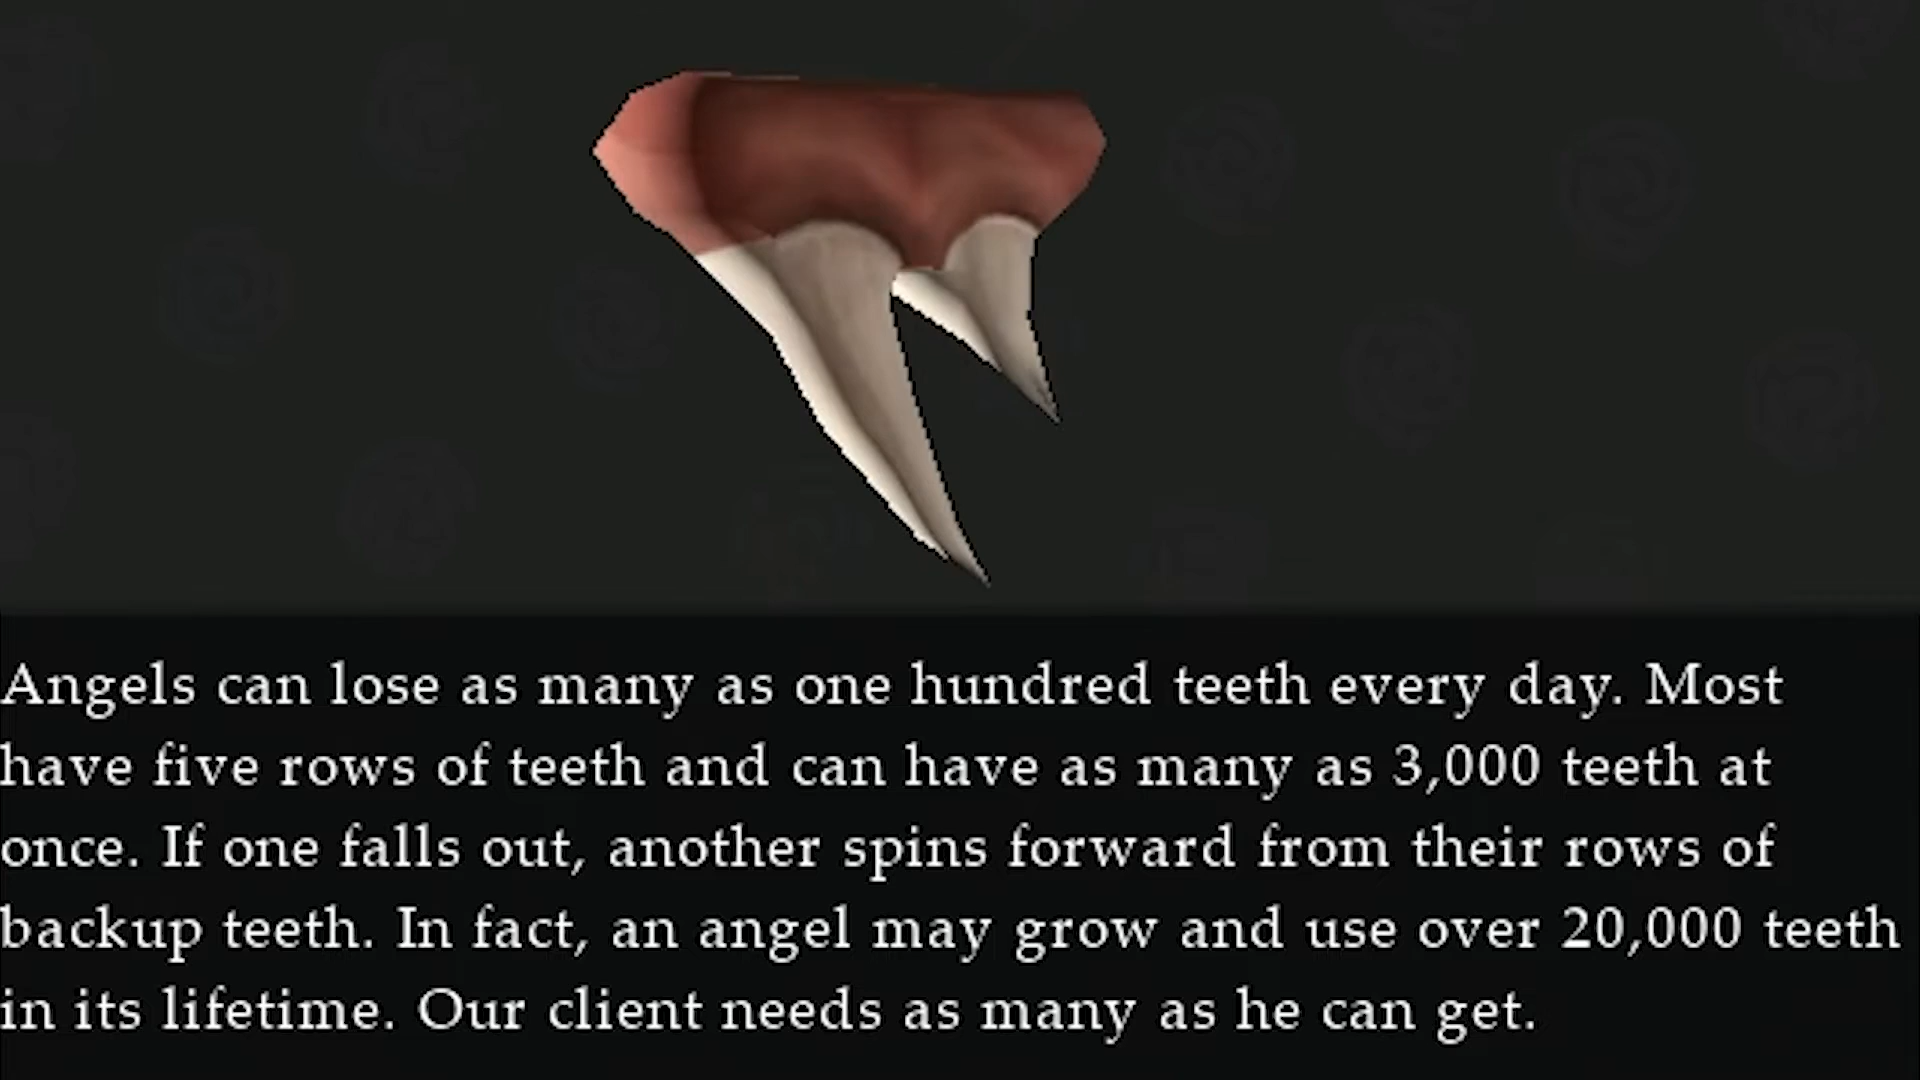 Angels can lose as many as one hundred teeth every day. Most
have five rows of teeth and can have as many as 3,000 teeth at
once. If one falls out, another spins forward from their rows of
backup teeth. In fact, an angel may grow and use over 20,000 teeth
in its lifetime. Our client needs as many as he can get.